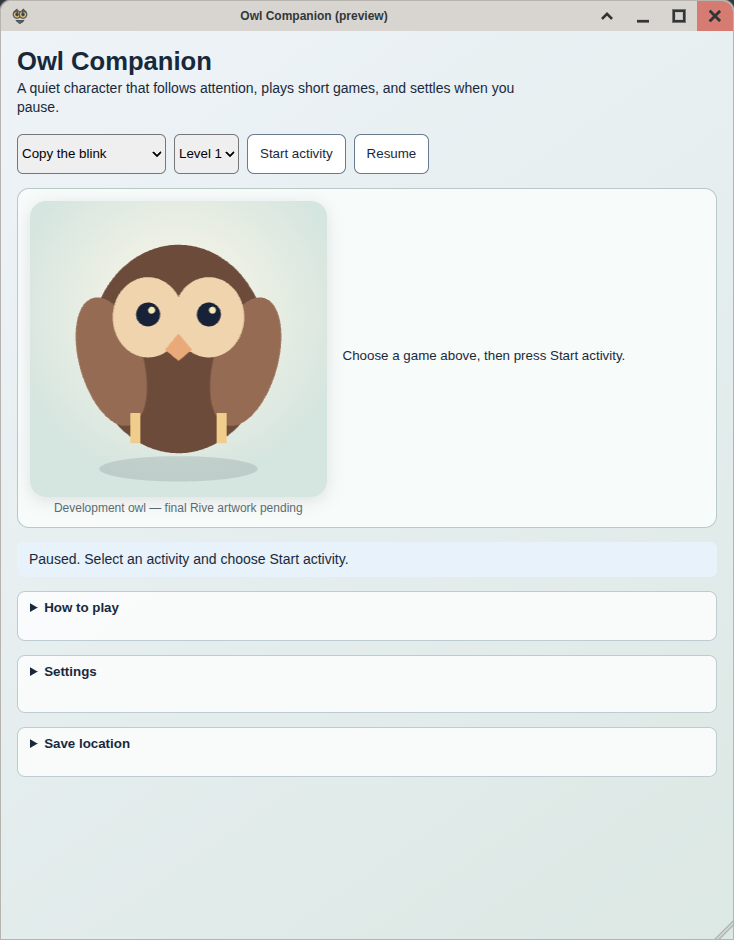 Owl Companion (preview)
Owl Companion
A quiet character that follows attention, plays short games, and settles when you
pause.
Copy the blink
Level 1
Start activity
Resume
Choose a game above, then press Start activity.
Development owl — final Rive artwork pending
Paused. Select an activity and choose Start activity.
How to play
Settings
Save location